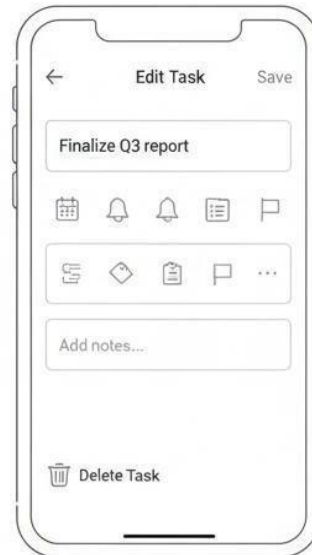 Edit Task
Save
Finalize Q3 report
Add notes...
Delete Task